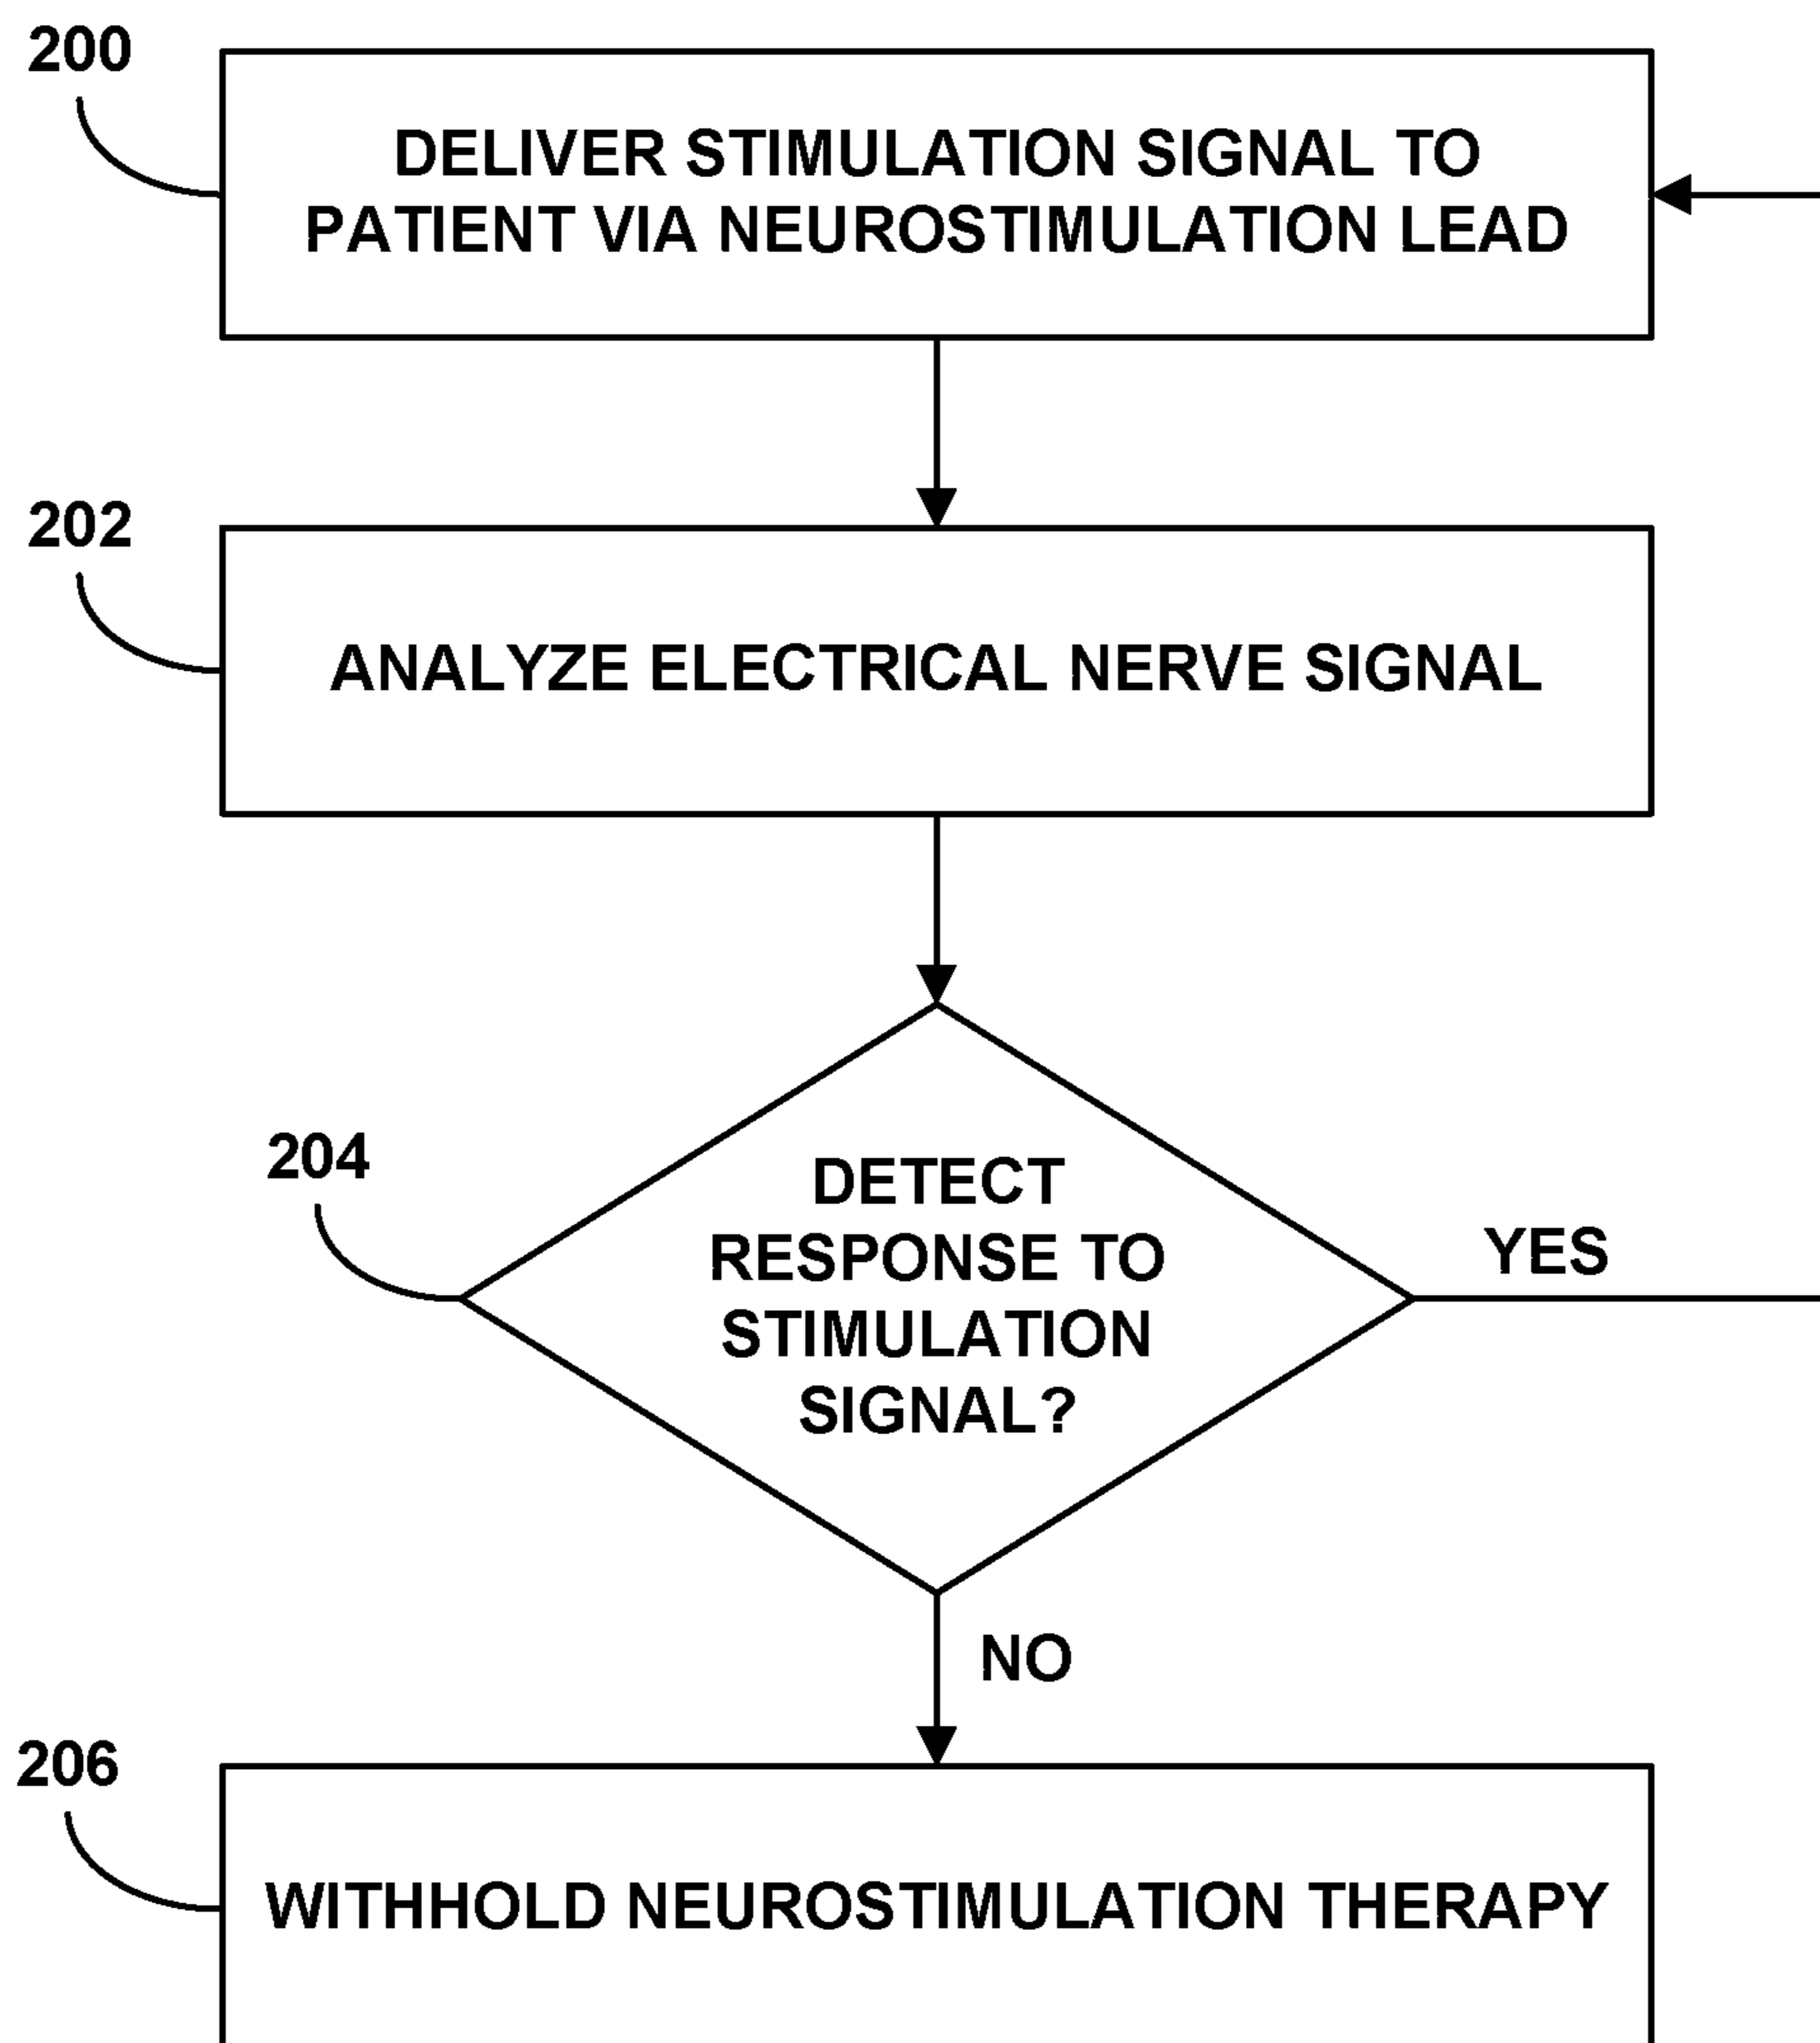 200
DELIVER STIMULATION SIGNAL TO
PATIENT VIA NEUROSTIMULATION LEAD
202
ANALYZE ELECTRICAL NERVE SIGNAL
204
DETECT
RESPONSE TO
STIMULATION
SIGNAL?
YES
NO
206
WITHHOLD NEUROSTIMULATION THERAPY